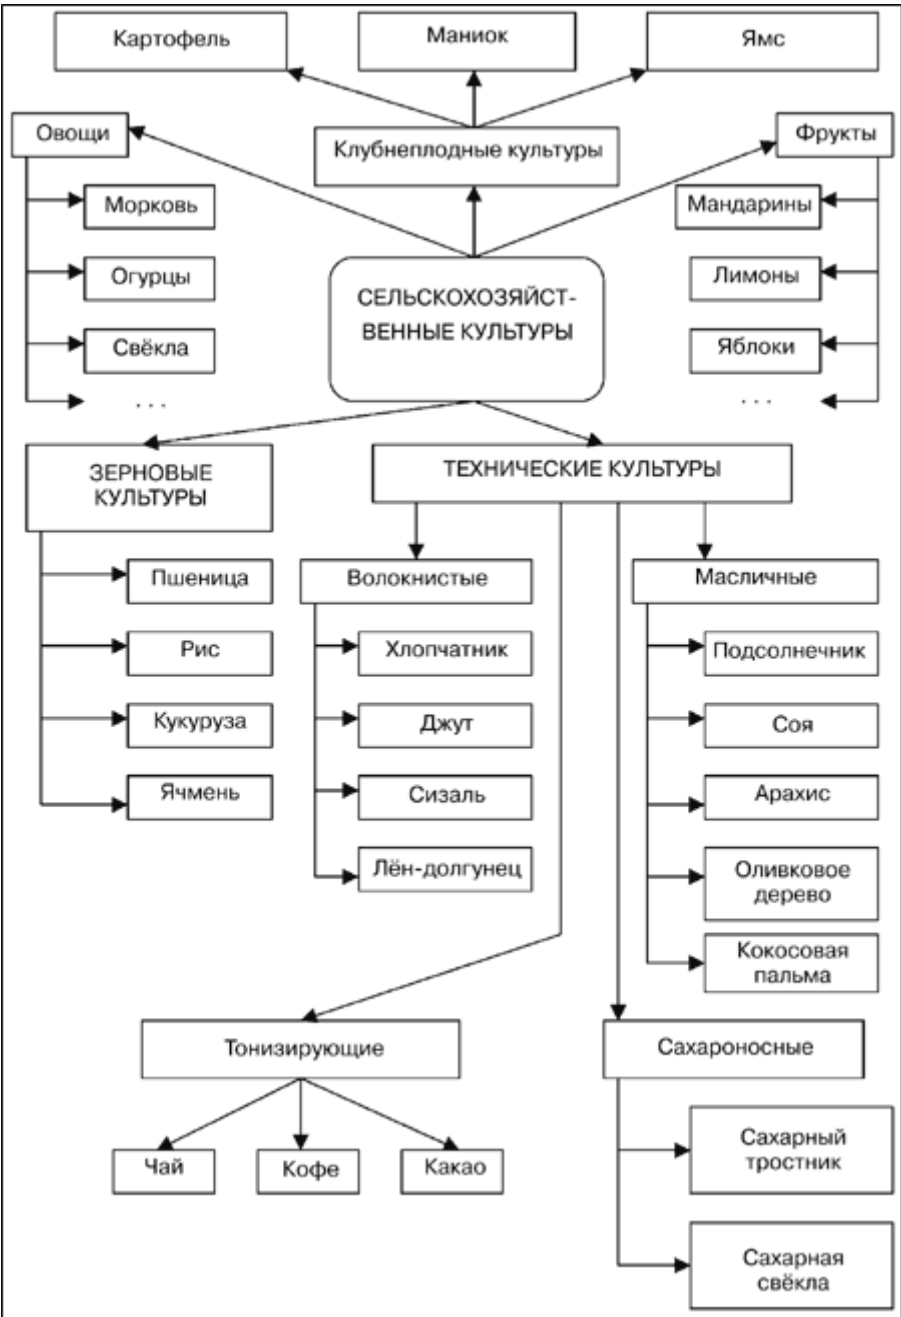 Картофель
Маниок
Ямс
Овощи
Клубнеплодные культуры
Фрукты
Морковь
Мандарины
Огурцы
СЕЛЬСКОХОЗЯЙСТ-
ВЕННЫЕ КУЛЬТУРЫ
Лимоны
Свёкла
Яблоки
. . .
. . .
ЗЕРНОВЫЕ
КУЛЬТУРЫ
ТЕХНИЧЕСКИЕ КУЛЬТУРЫ
Пшеница
Волокнистые
Масличные
Рис
Хлопчатник
Подсолнечник
Кукуруза
Джут
Соя
Ячмень
Сизаль
Арахис
Лён-долгунец
Оливковое
дерево
Кокосовая
пальма
Тонизирующие
Сахароносные
Чай
Кофе
Какао
Сахарный
тростник
Сахарная
свёкла